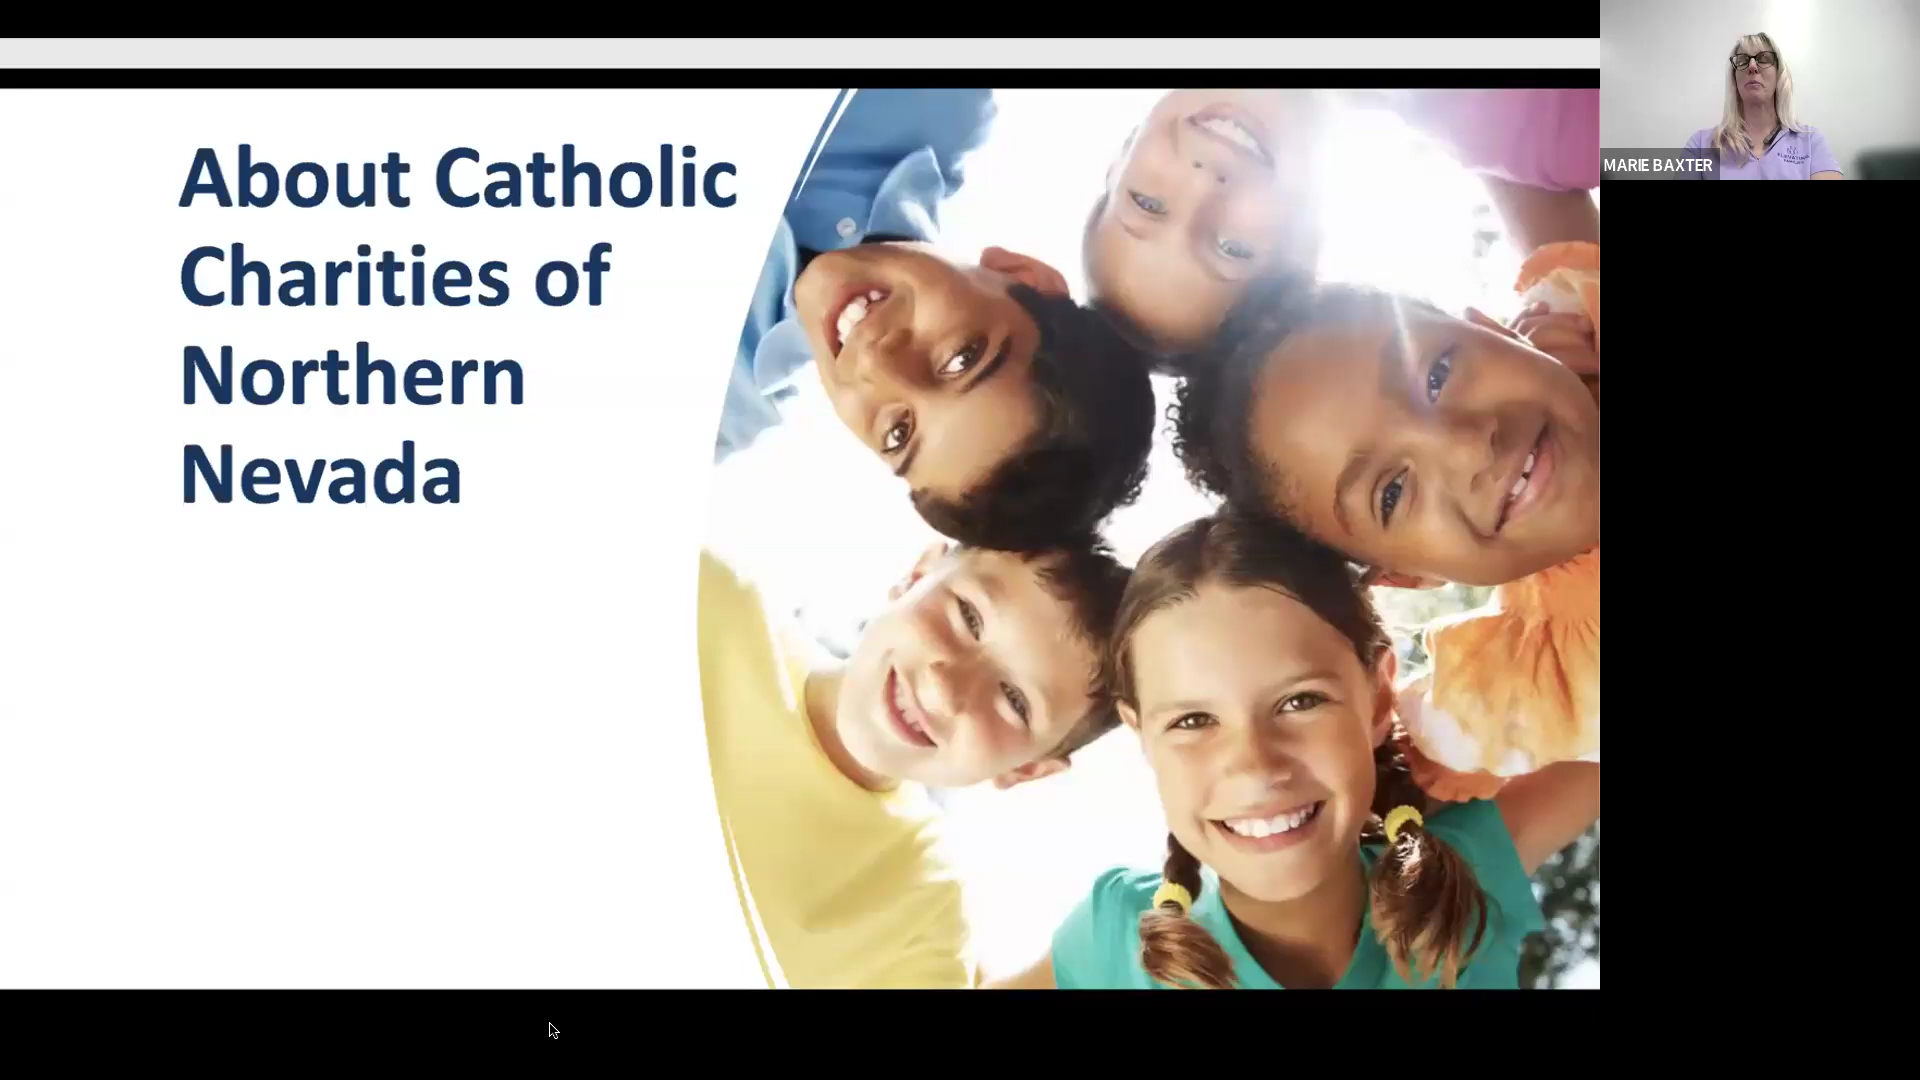 About Catholic
Charities of
Northern
Nevada
MARIE BAXTER